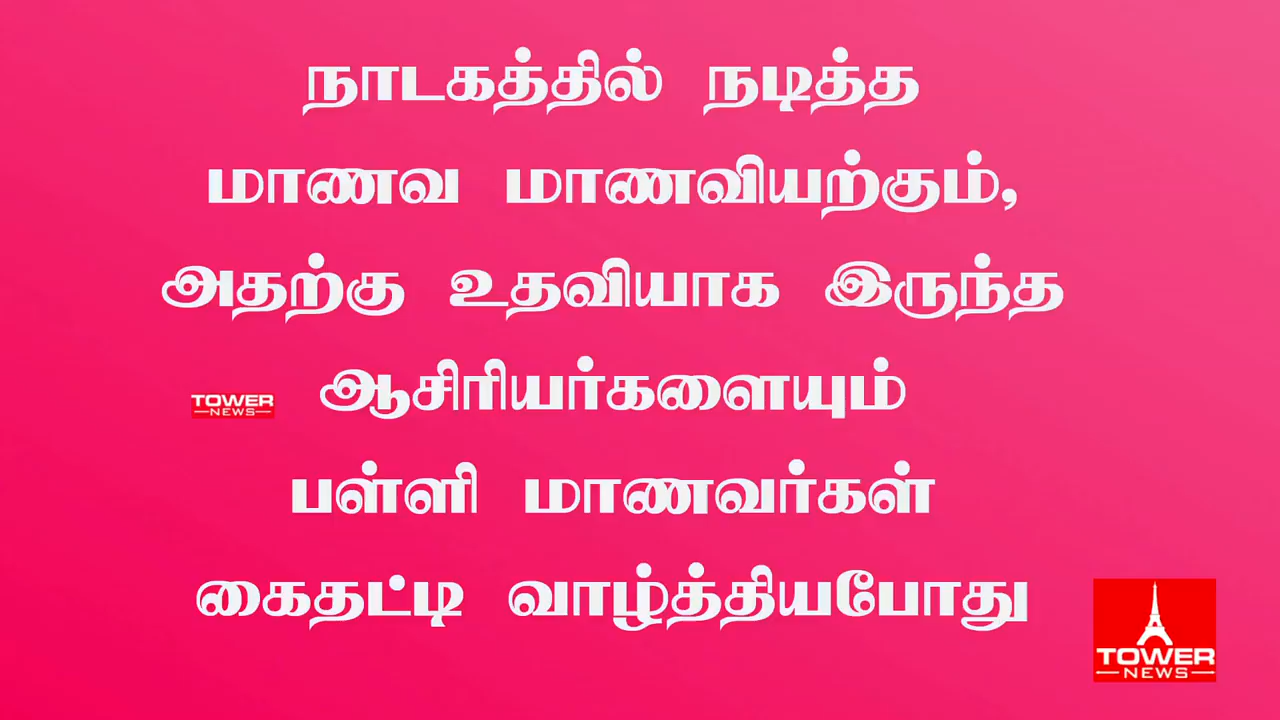 நாடகத்தில் நடித்த
மாணவ மாணவியற்கும்,
அதற்கு உதவியாக இருந்த
ஆசிரியர்களையும்
TOWER
NEWS
பள்ளி மாணவர்கள்
கைதட்டி வாழ்த்தியபோது
TOWER
NEWS